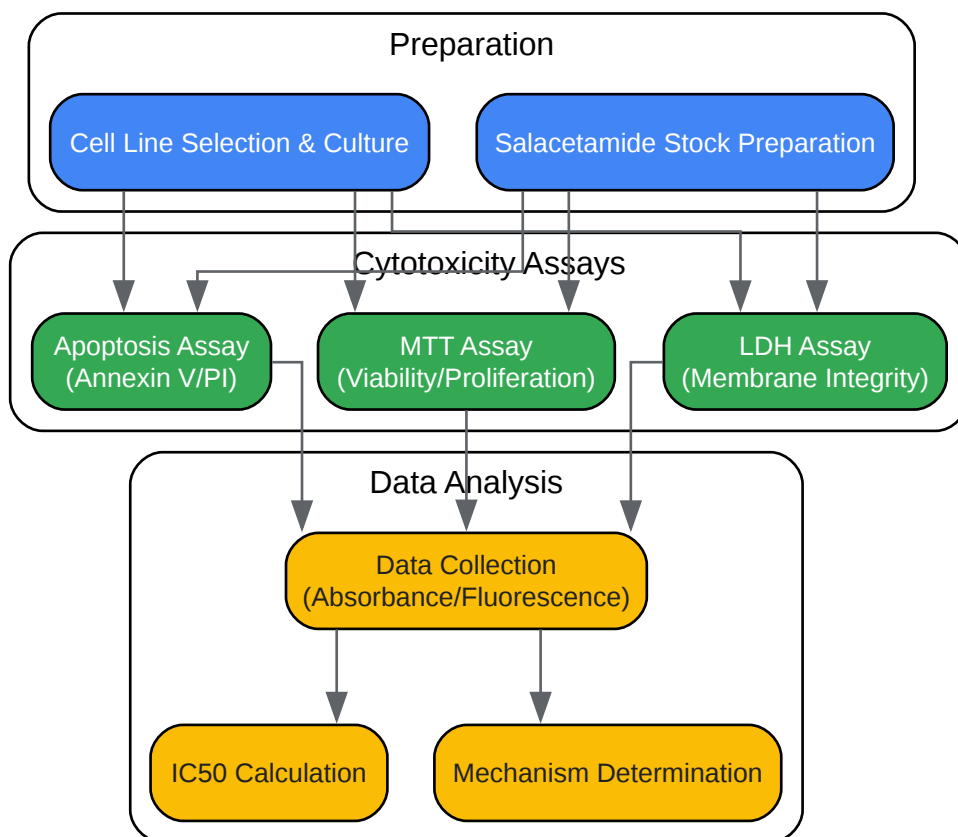 Preparation
Cell Line Selection & Culture
Salacetamide Stock Preparation
Cytotoxicity Assays
Apoptosis Assay
(Annexin V/PI)
MTT Assay
(Viability/Proliferation)
LDH Assay
(Membrane Integrity)
Data Analysis
Data Collection
(Absorbance/Fluorescence)
IC50 Calculation
Mechanism Determination